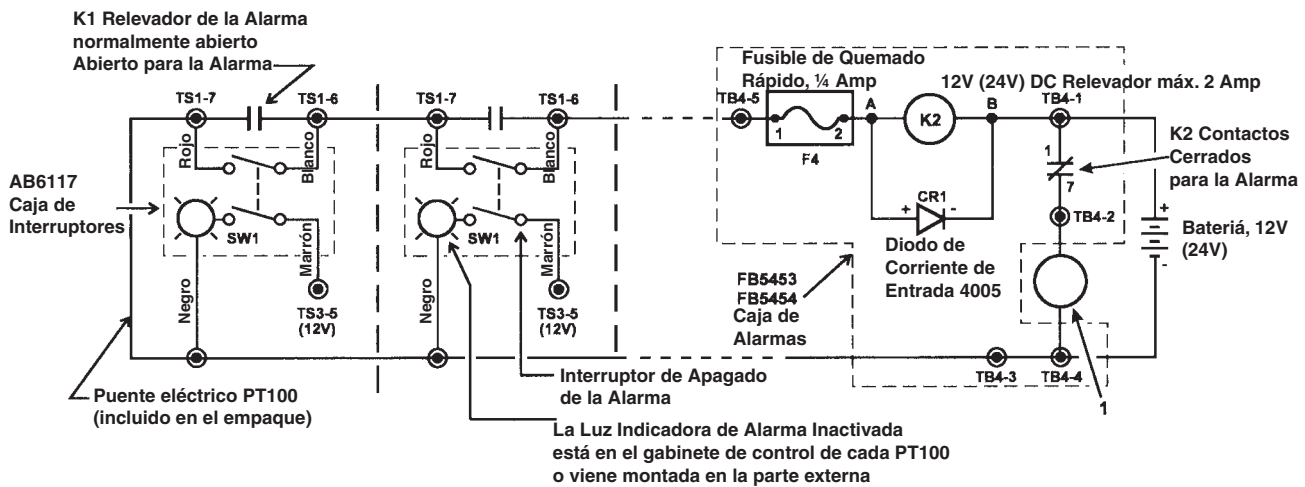 K1 Relevador de la Alarma
normalmente abierto
Abierto para la Alarma
TS1-7
TS1-6
TS1-7
TS1-6
Rojo
Blanco
Rojo
Blanco
AB6117
Caja de
Interruptores
SW1
SW1
Marrón
Marrón
Negro
Negro
TS3-5
(12V)
TS3-5
(12V)
Puente eléctrico PT100
(incluido en el empaque)
Interruptor de Apagado
de la Alarma
La Luz Indicadora de Alarma Inactivada
está en el gabinete de control de cada PT100
o viene montada en la parte externa
Fusible de Quemado
Rápido, ¼ Amp
12V (24V) DC Relevador máx. 2 Amp
TB4-5
1
2
F4
A
K2
B
TB4-1
K2 Contactos
Cerrados
para la Alarma
1
7
CR1
+
-
TB4-2
Diodo de
Corriente de
Entrada 4005
+
Bateriá, 12V
(24V)
-
FB5453
FB5454
Caja de
Alarmas
TB4-3
TB4-4
1